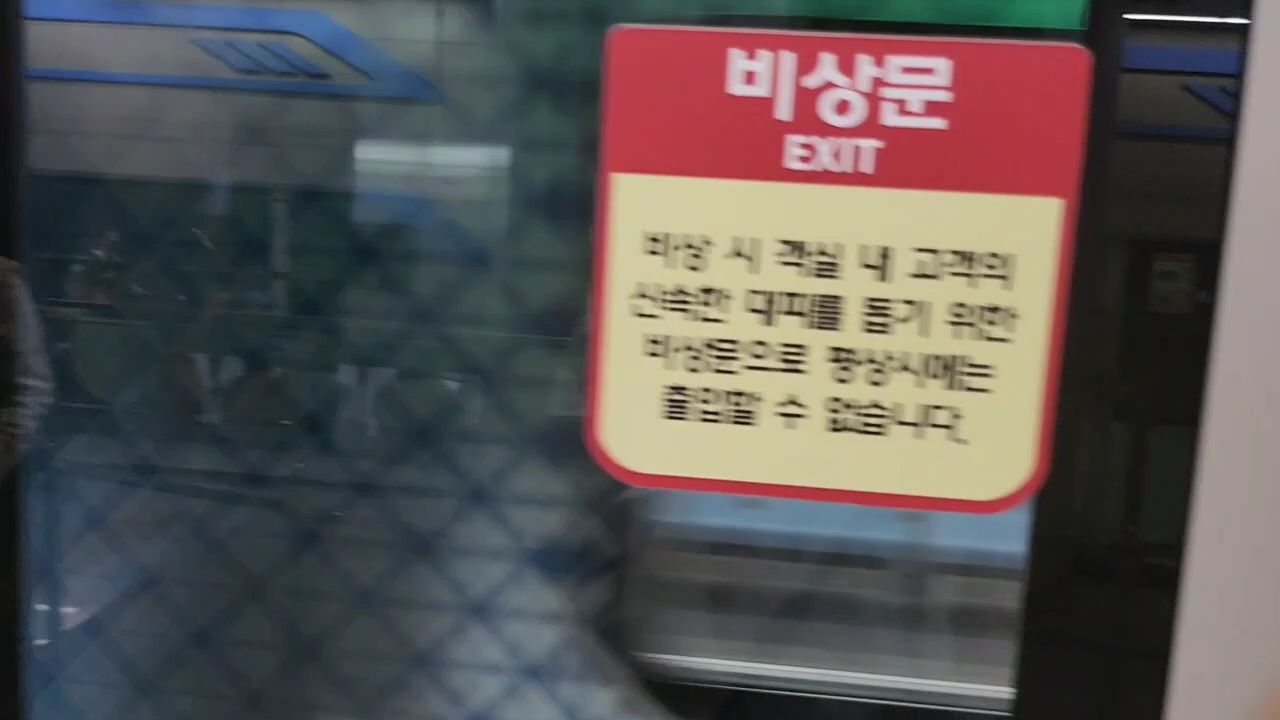 비상문
EXIT
비상 시 객실 내 고객의
신속한 대피를 돕기 위한
비상문으로 평상시에는
출입할 수 없습니다.